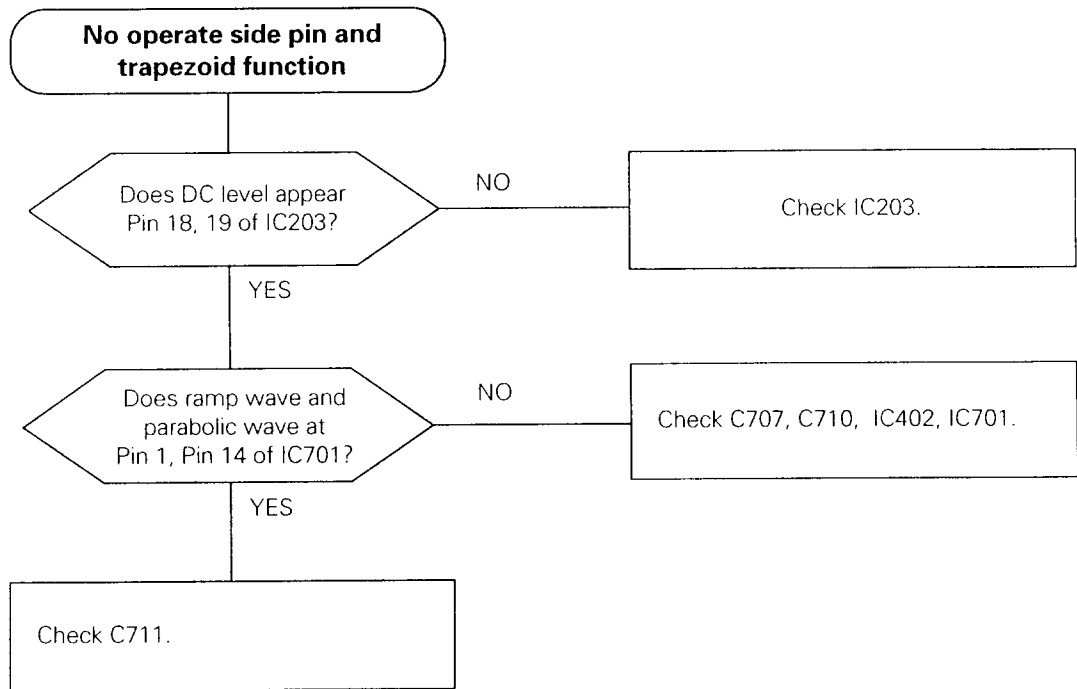 No operate side pin and
trapezoid function
Does DC level appear
Pin 18, 19 of IC203?
NO
Check IC203.
YES
Does ramp wave and
parabolic wave at
Pin 1, Pin 14 of IC701?
NO
Check C707, C710, IC402, IC701.
YES
Check C711.